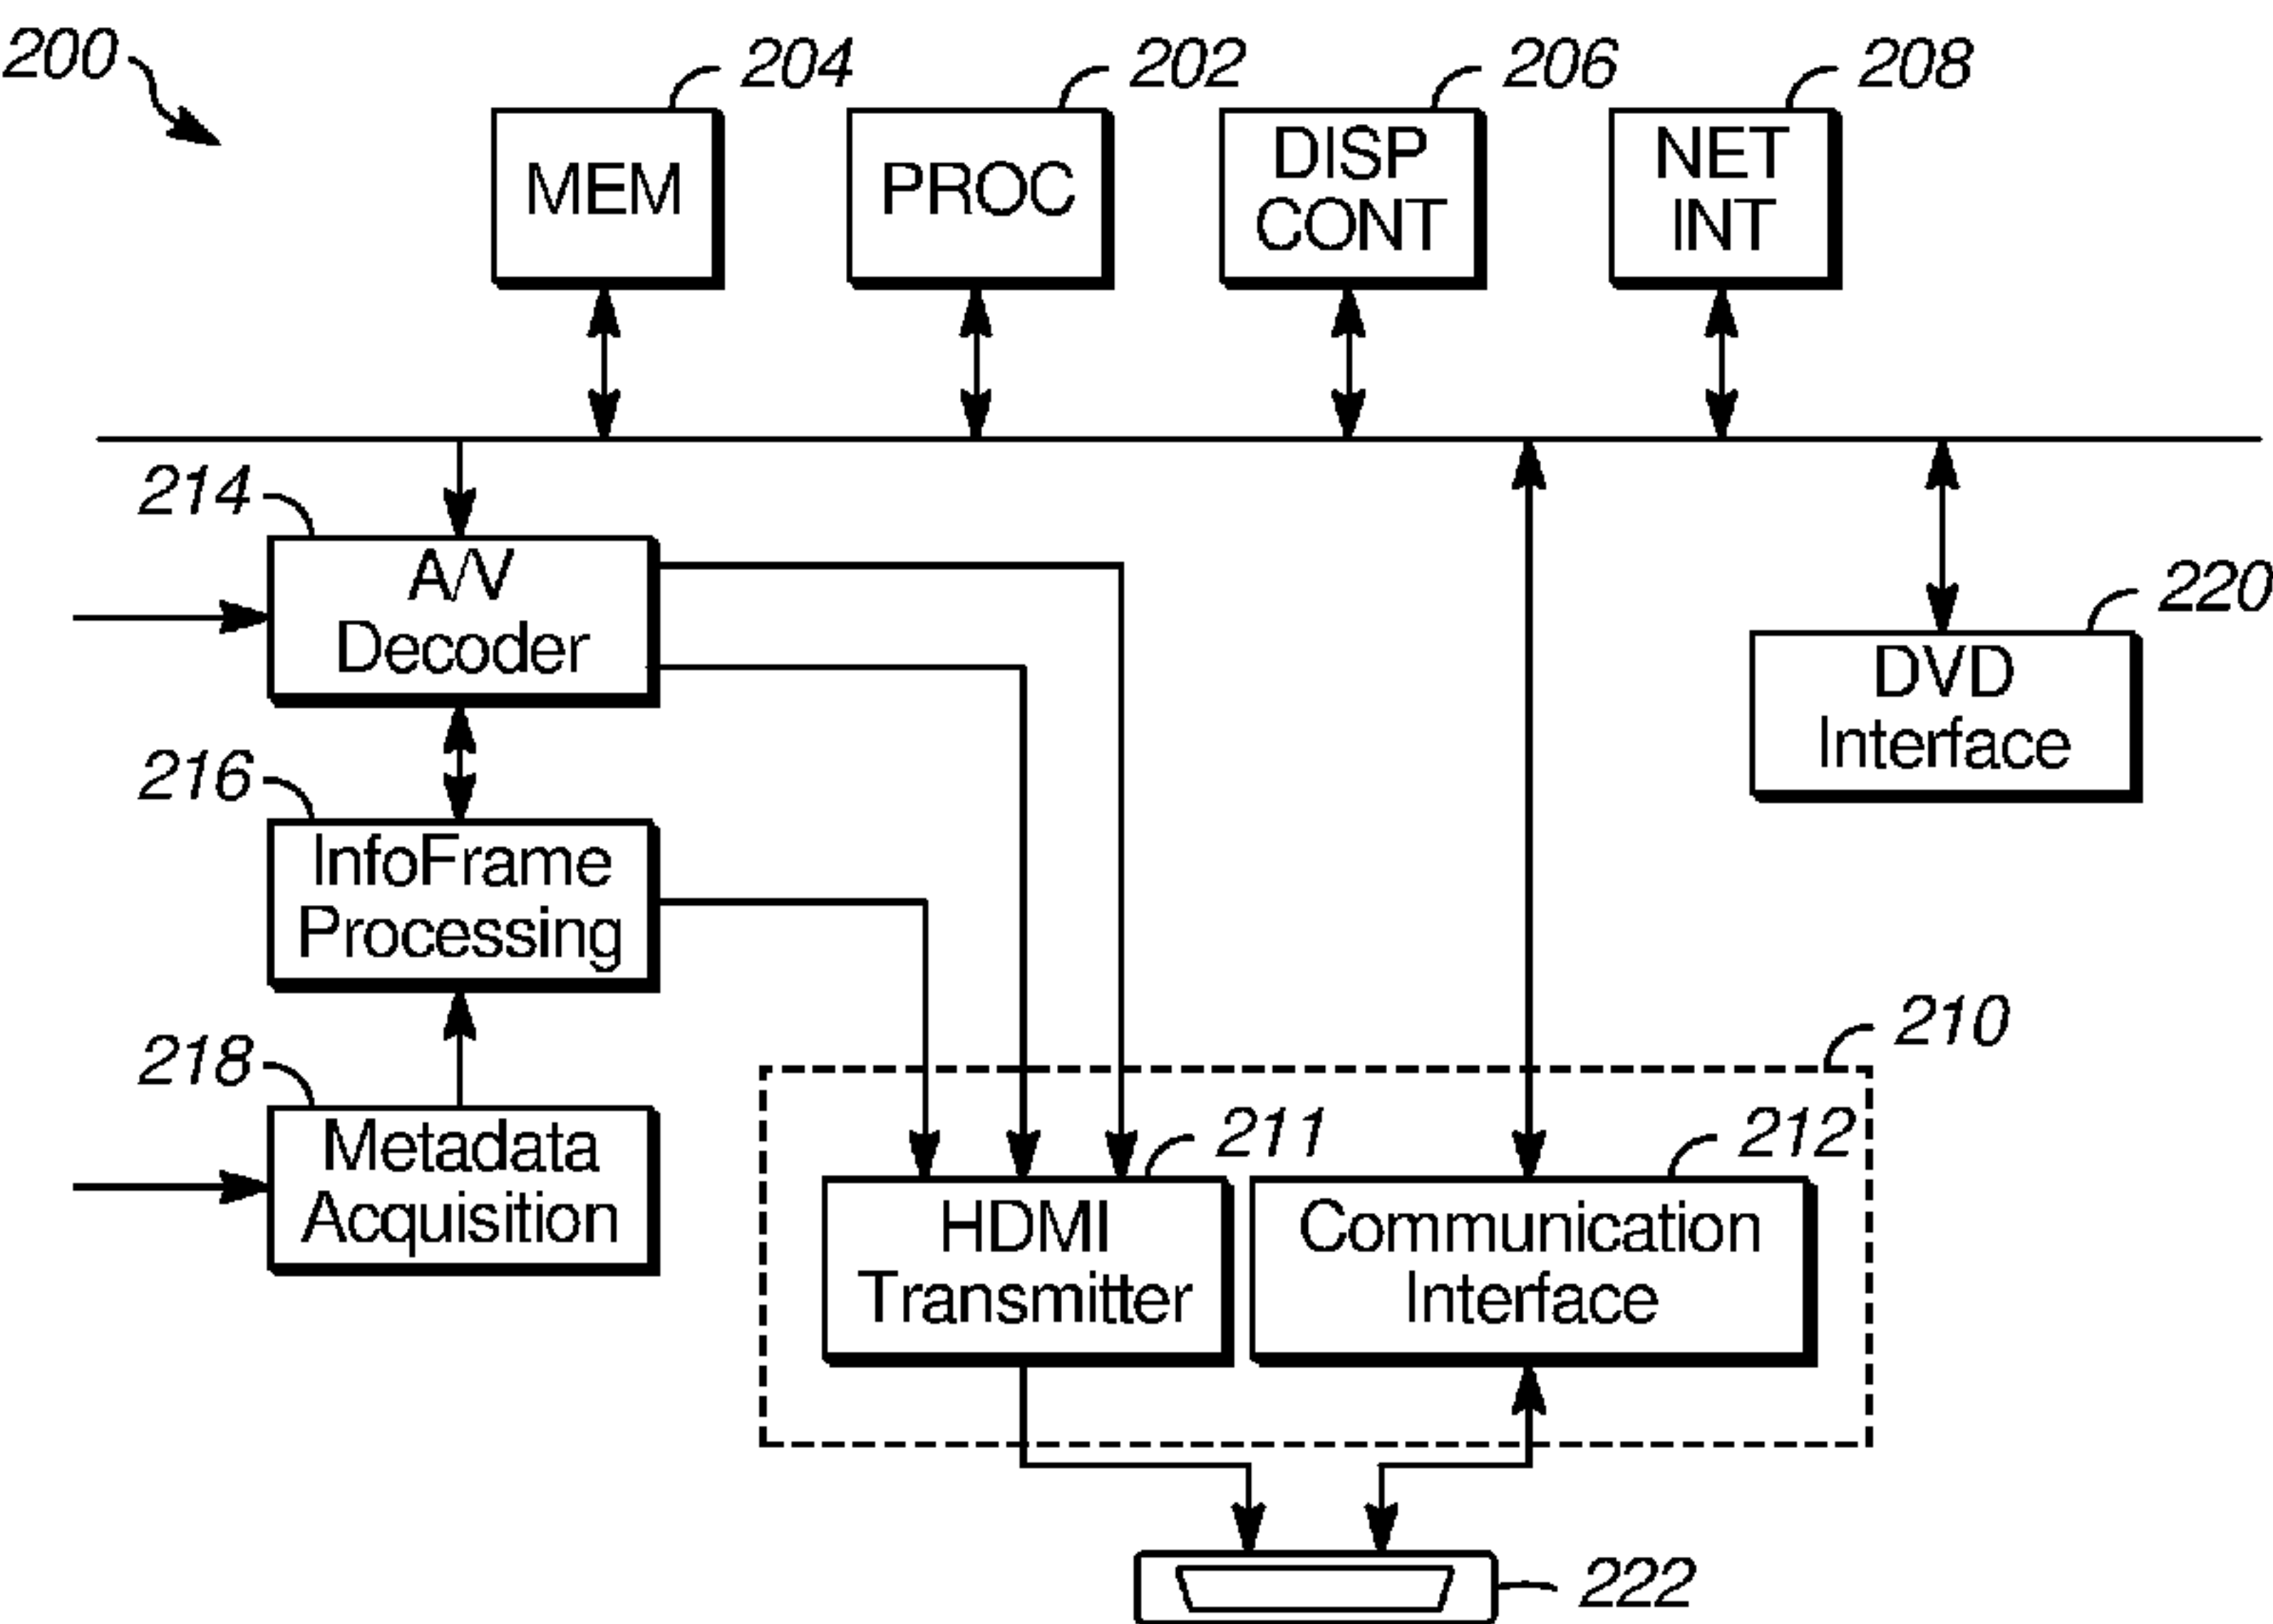 200
204
202
206
208
MEM
PROC
DISP
CONT
NET
INT
214
A/V
Decoder
220
DVD
Interface
216
InfoFrame
Processing
210
218
Metadata
Acquisition
211
212
HDMI
Transmitter
Communication
Interface
222